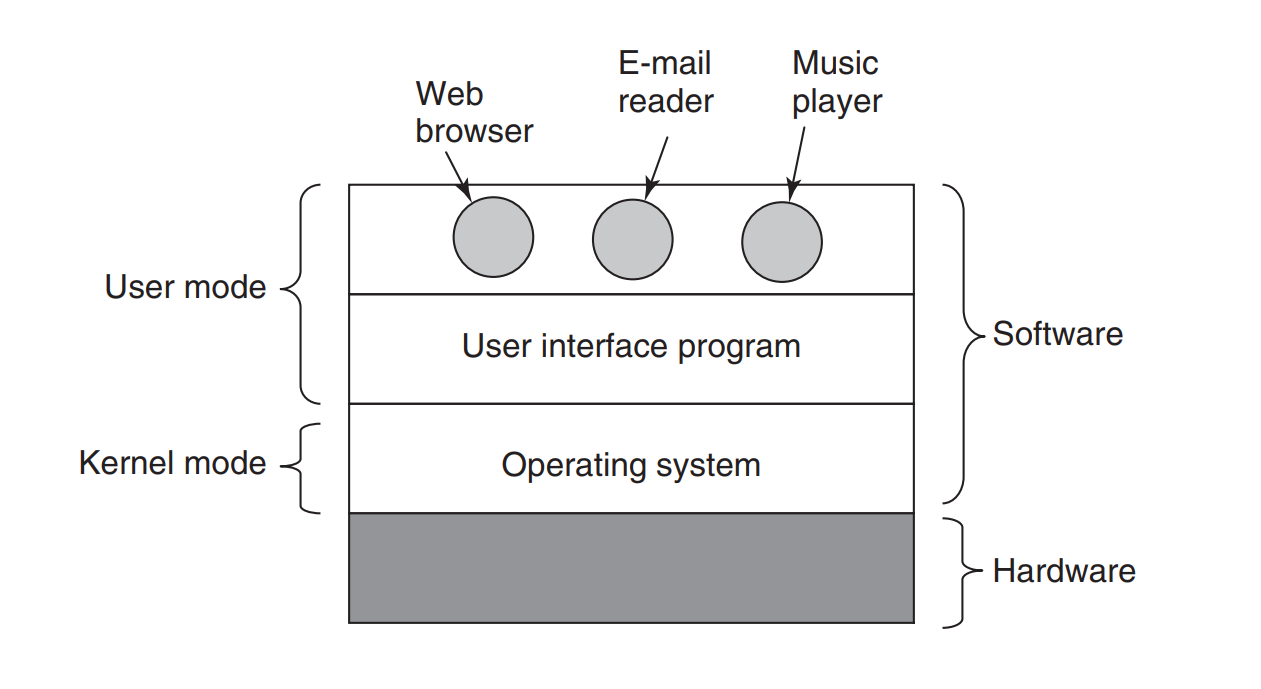 E-mail
reader
Music
player
Web
browser
User mode
User interface program
Software
Kernel mode
Operating system
Hardware